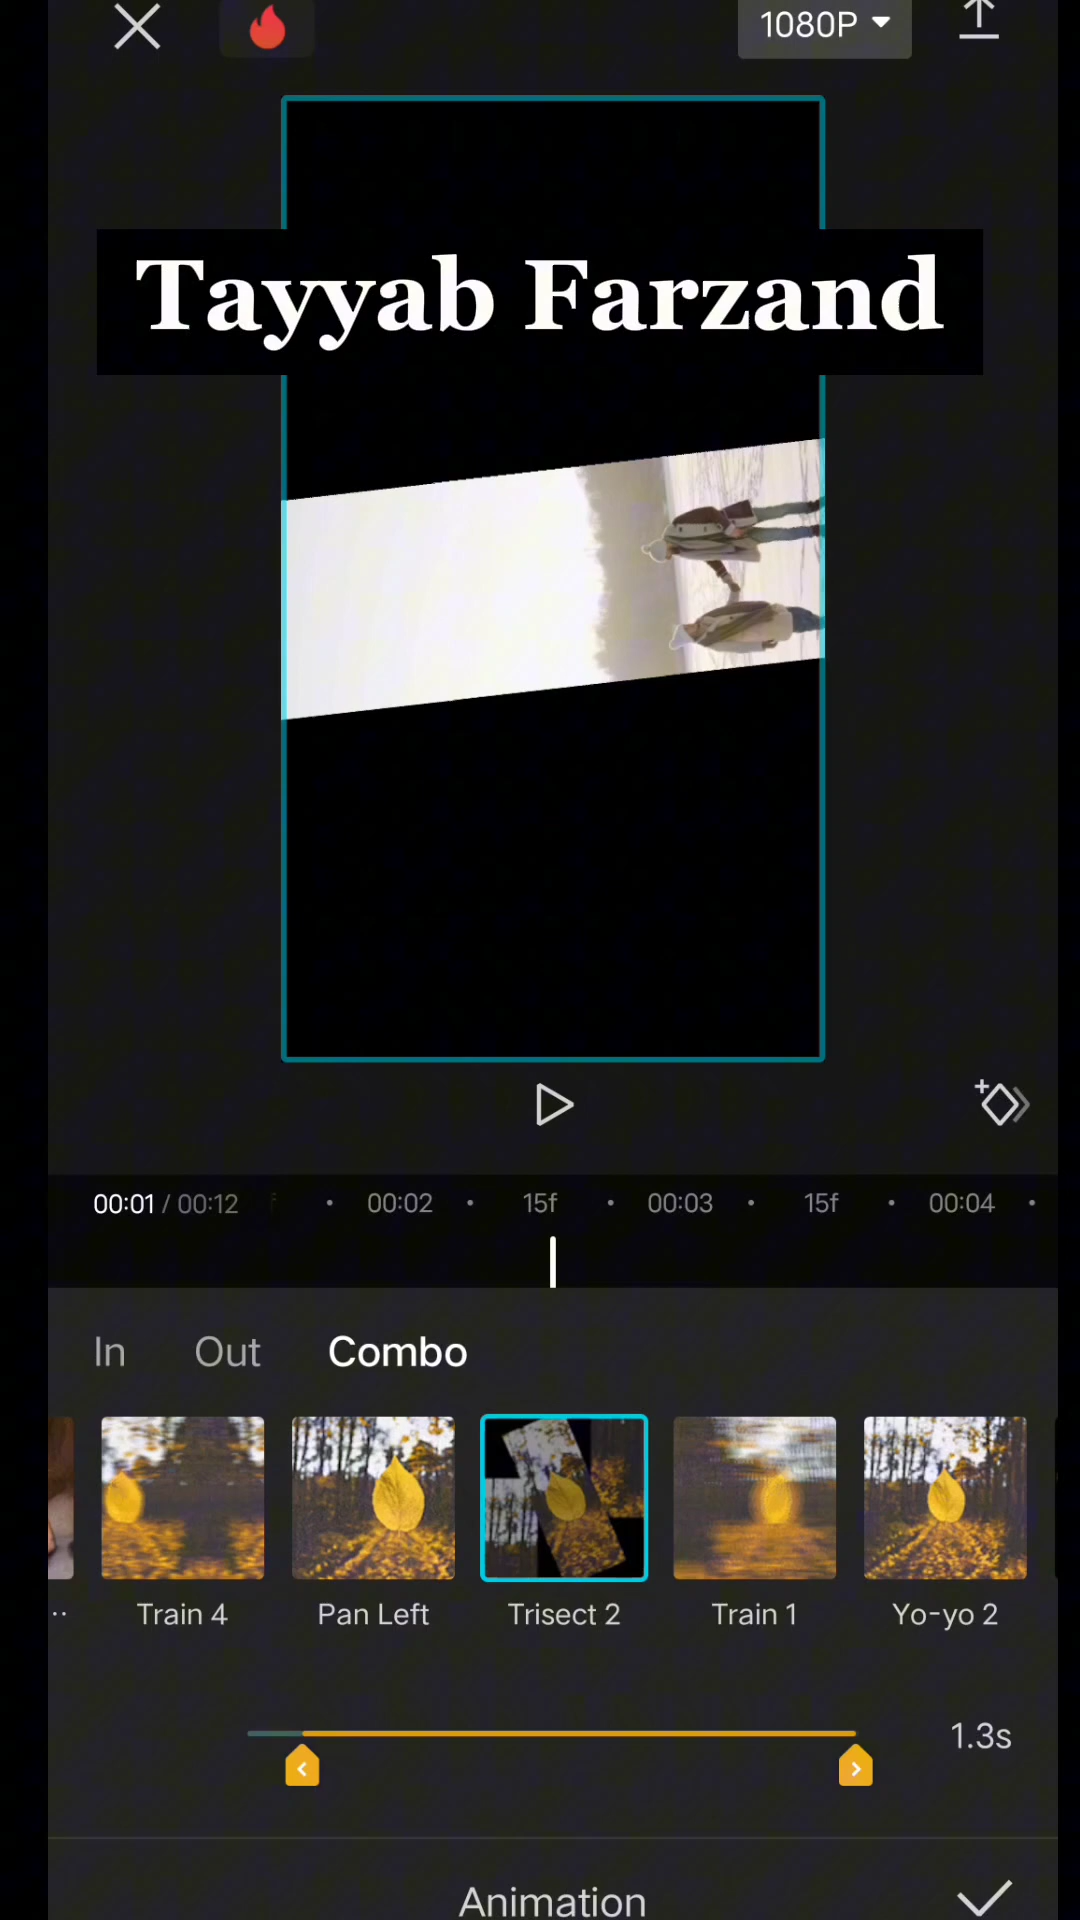 1080P
Tayyab Farzand
00:01 / 00:12 00:02 15f 00:03 15f 00:04
In Out Combo
Train 4 Pan Left Trisect 2 Train 1 Yo-yo 2
1.3s
Animation